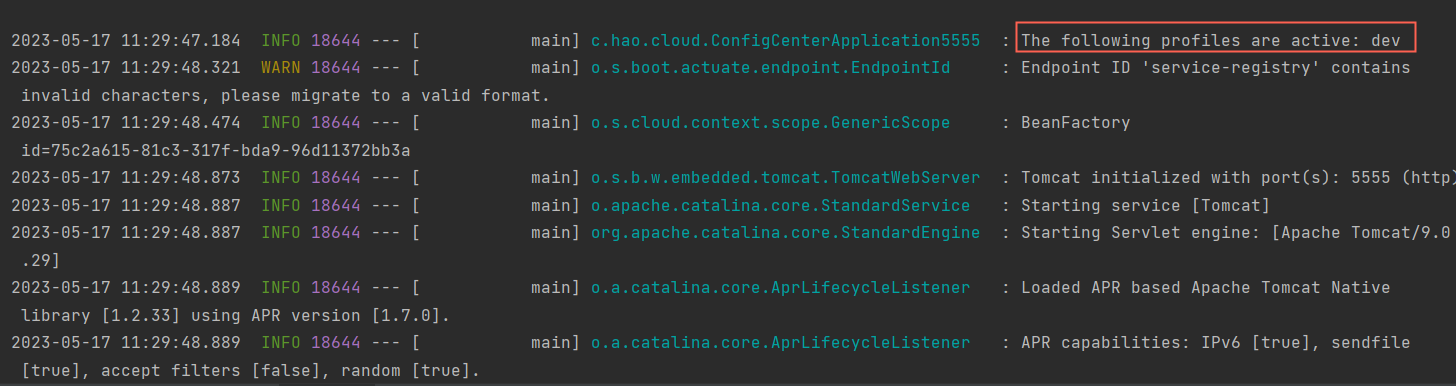 2023-05-17 11:29:47.184  INFO 18644 --- [           main] c.hao.cloud.ConfigCenterApplication5555  : The following profiles are active: dev
2023-05-17 11:29:48.321  WARN 18644 --- [           main] o.s.boot.actuate.endpoint.EndpointId     : Endpoint ID 'service-registry' contains
 invalid characters, please migrate to a valid format.
2023-05-17 11:29:48.474  INFO 18644 --- [           main] o.s.cloud.context.scope.GenericScope     : BeanFactory
 id=75c2a615-81c3-317f-bda9-96d11372bb3a
2023-05-17 11:29:48.873  INFO 18644 --- [           main] o.s.b.w.embedded.tomcat.TomcatWebServer  : Tomcat initialized with port(s): 5555 (http)
2023-05-17 11:29:48.887  INFO 18644 --- [           main] o.apache.catalina.core.StandardService   : Starting service [Tomcat]
2023-05-17 11:29:48.887  INFO 18644 --- [           main] org.apache.catalina.core.StandardEngine  : Starting Servlet engine: [Apache Tomcat/9.0
 .29]
2023-05-17 11:29:48.889  INFO 18644 --- [           main] o.a.catalina.core.AprLifecycleListener   : Loaded APR based Apache Tomcat Native
 library [1.2.33] using APR version [1.7.0].
2023-05-17 11:29:48.889  INFO 18644 --- [           main] o.a.catalina.core.AprLifecycleListener   : APR capabilities: IPv6 [true], sendfile
 [true], accept filters [false], random [true].